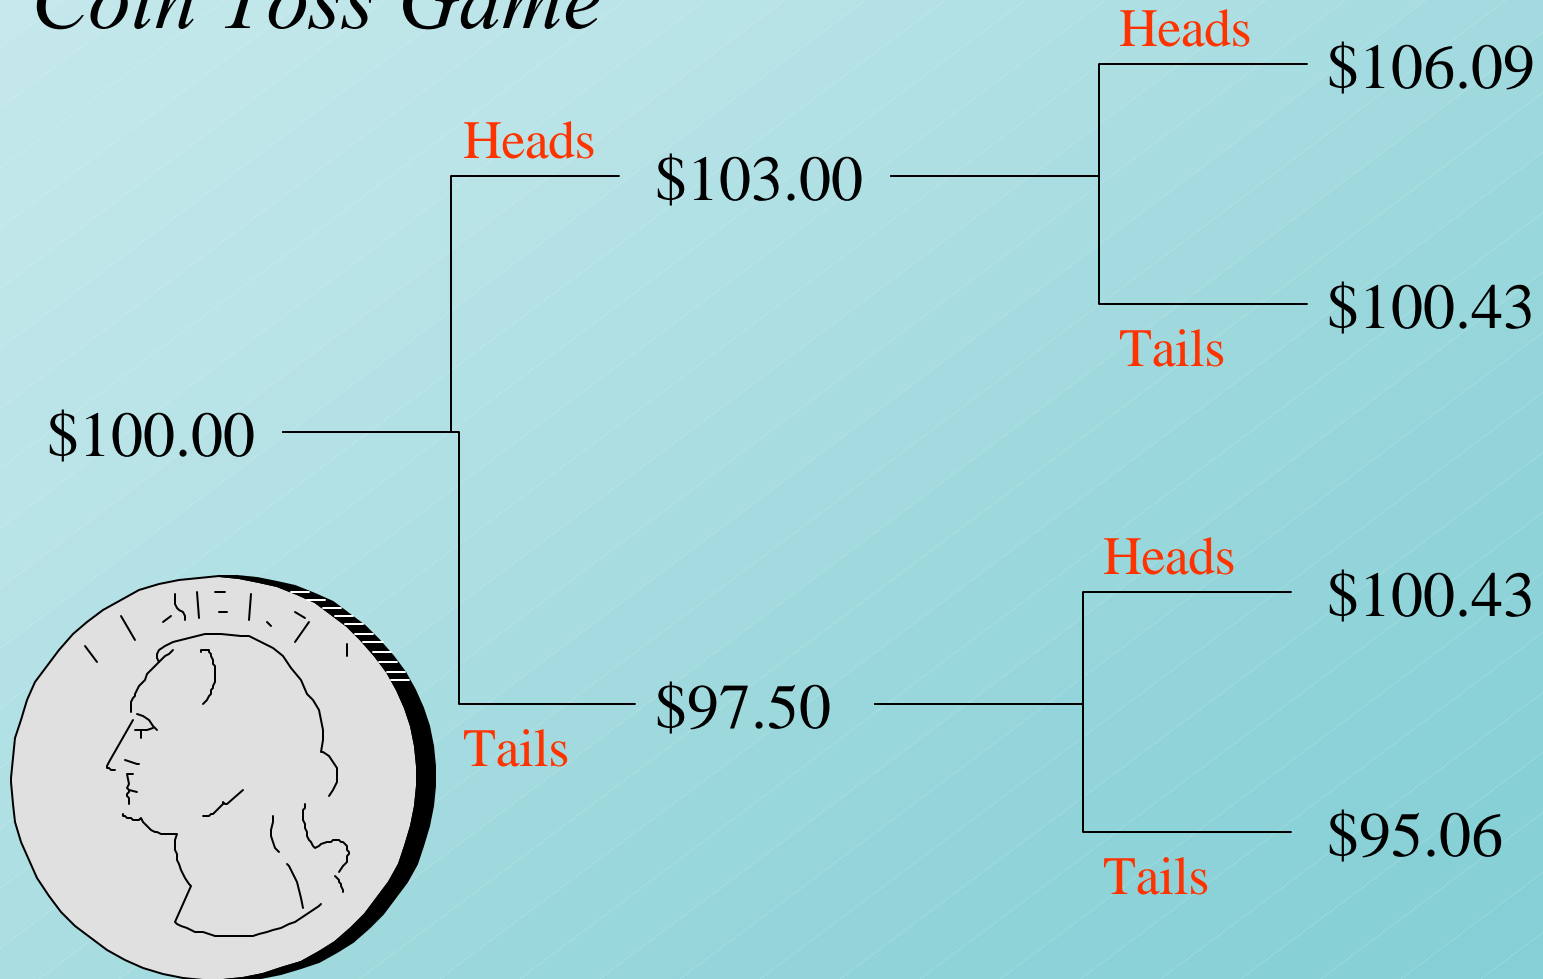 Coin Toss Game
Heads
$106.09
Heads
$103.00
$100.43
Tails
$100.00
Heads
$100.43
$97.50
Tails
$95.06
Tails